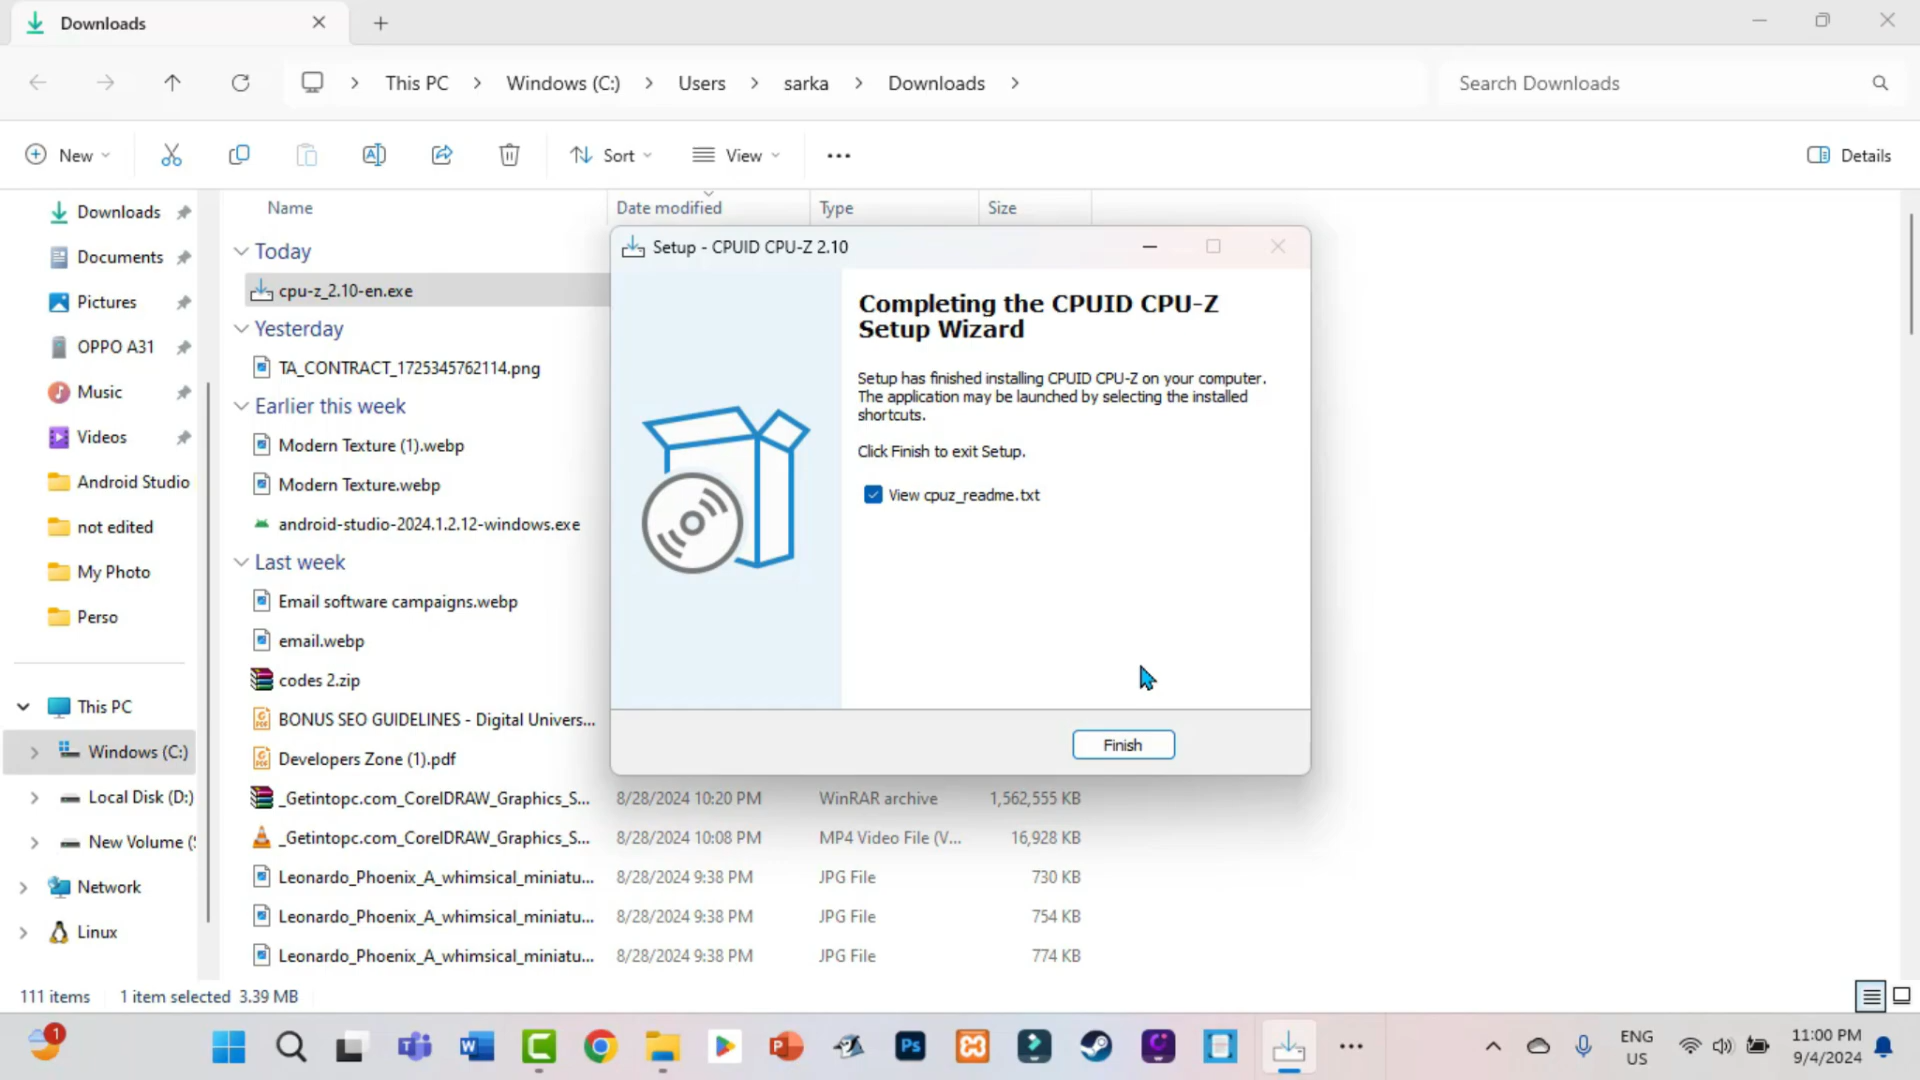 Downloads
This PC
Windows (C:)
Users
sarka
Downloads
Search Downloads
New
Sort
View
Details
Name
Date modified
Type
Size
Downloads
Documents
Pictures
OPPO A31
Music
Videos
Android Studio
not edited
My Photo
Perso
This PC
Windows (C:)
Local Disk (D:)
New Volume (
Network
Linux
Today
cpu-z_2.10-en.exe
Yesterday
TA_CONTRACT_1725345762114.png
Earlier this week
Modern Texture (1).webp
Modern Texture.webp
android-studio-2024.1.2.12-windows.exe
Last week
Email software campaigns.webp
email.webp
codes 2.zip
BONUS SEO GUIDELINES - Digital Univers...
Developers Zone (1).pdf
_Getintopc.com_CorelDRAW_Graphics_S... 8/28/2024 10:20 PM WinRAR archive 1,562,555 KB
_Getintopc.com_CorelDRAW_Graphics_S... 8/28/2024 10:08 PM MP4 Video File (V... 16,928 KB
Leonardo_Phoenix_A_whimsical_miniatu... 8/28/2024 9:38 PM JPG File 730 KB
Leonardo_Phoenix_A_whimsical_miniatu... 8/28/2024 9:38 PM JPG File 754 KB
Leonardo_Phoenix_A_whimsical_miniatu... 8/28/2024 9:38 PM JPG File 774 KB
Setup - CPUID CPU-Z 2.10
Completing the CPUID CPU-Z
Setup Wizard
Setup has finished installing CPUID CPU-Z on your computer.
The application may be launched by selecting the installed
shortcuts.
Click Finish to exit Setup.
View cpuz_readme.txt
Finish
111 items 1 item selected 3.39 MB
1
W
P
Ps
ENG
US
11:00 PM
9/4/2024